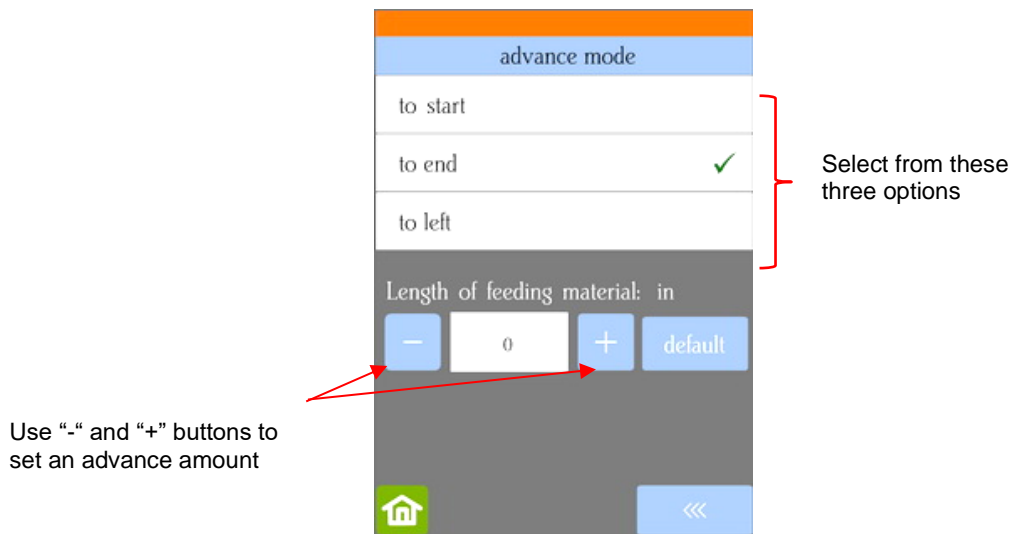 advance mode
to start
to end ✓
to left
Select from these
three options
Length of feeding material: in
− 0 + default
Use “-“ and “+” buttons to
set an advance amount
<<<